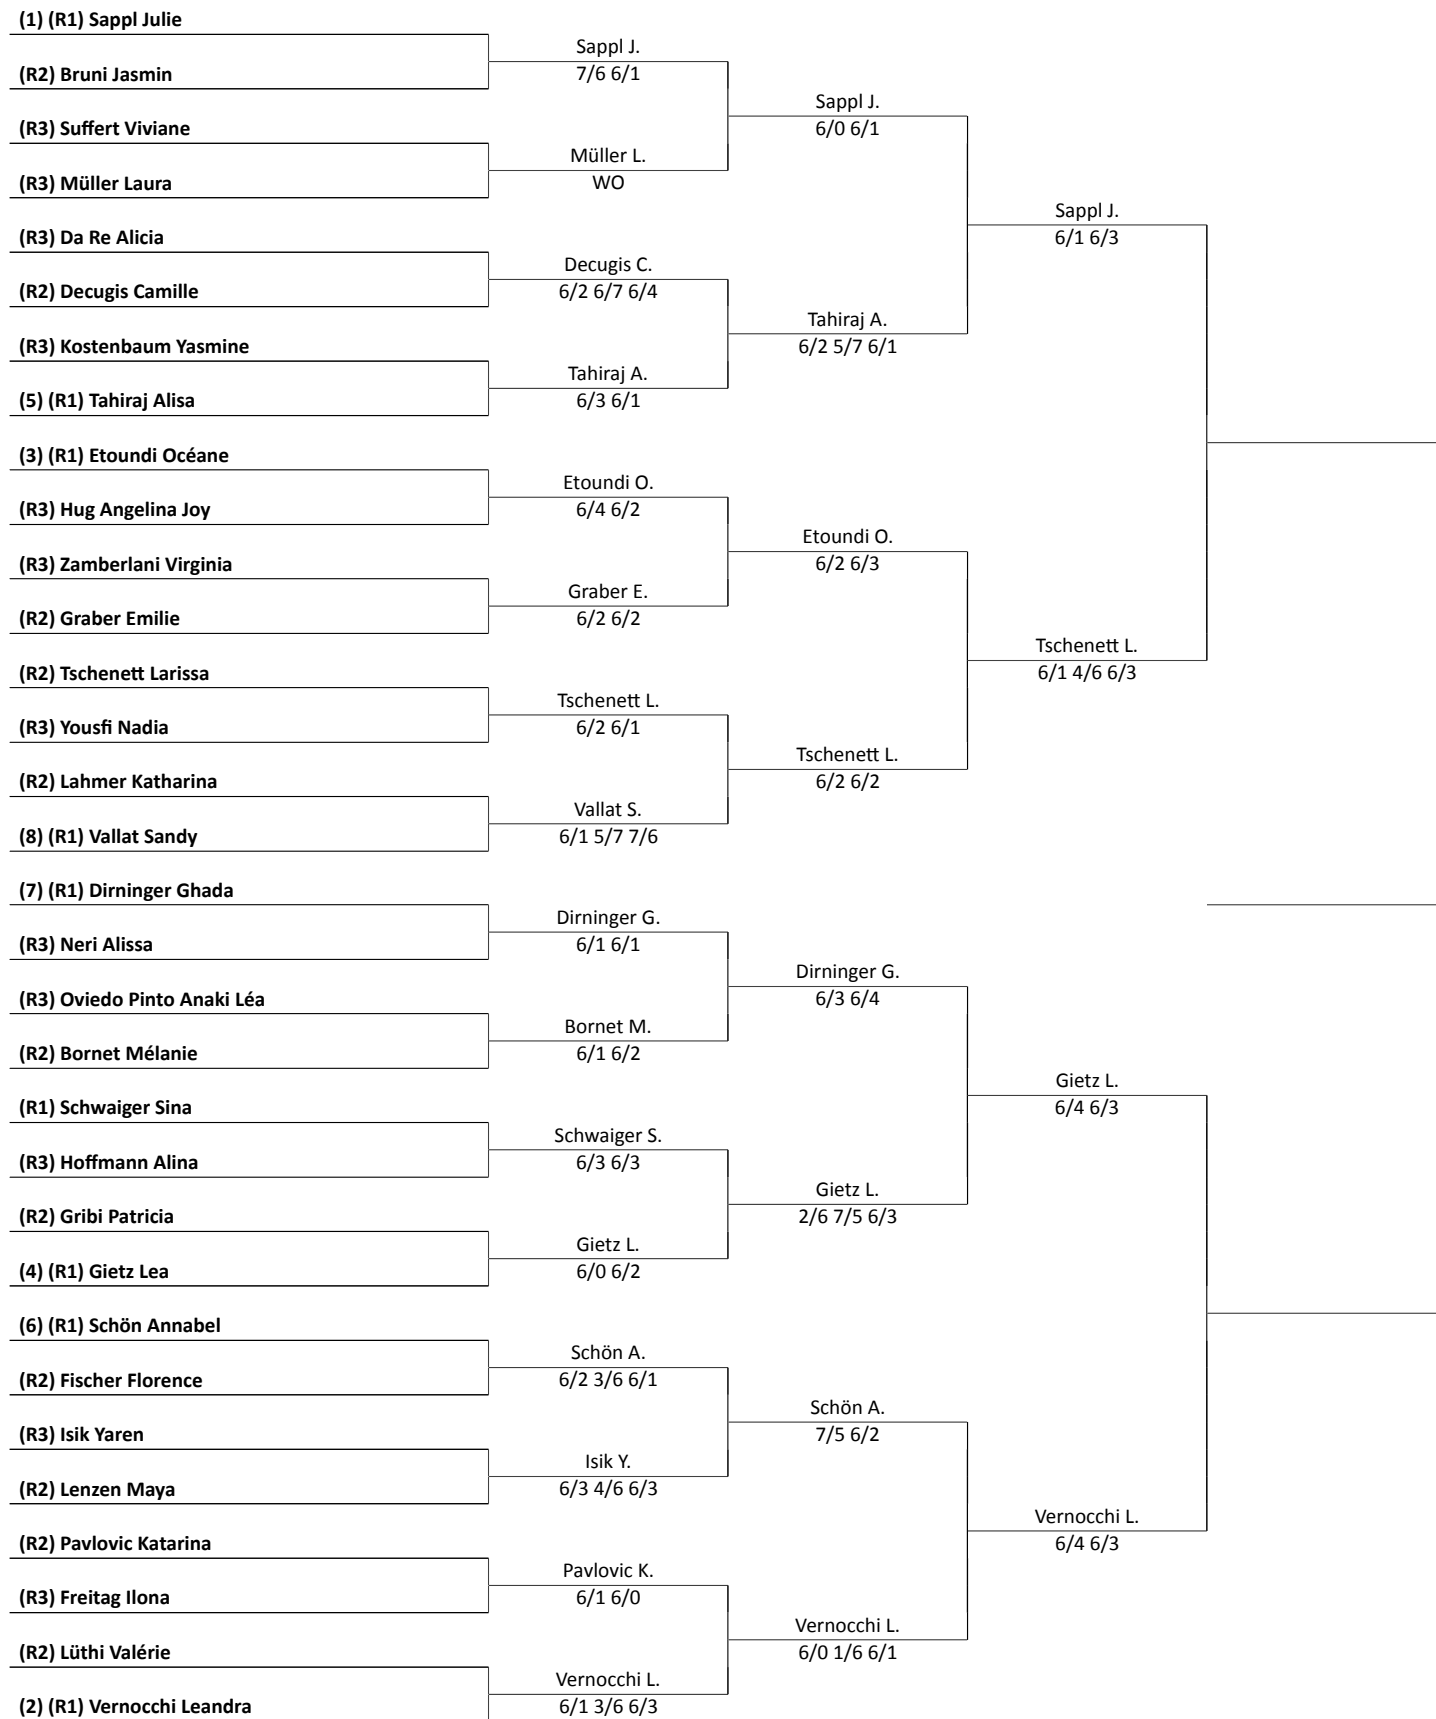 (1) (R1) Sappl Julie
Sappl J.
(R2) Bruni Jasmin
7/6 6/1
Sappl J.
(R3) Suffert Viviane
6/0 6/1
Müller L.
(R3) Müller Laura
WO
Sappl J.
(R3) Da Re Alicia
6/1 6/3
Decugis C.
(R2) Decugis Camille
6/2 6/7 6/4
Tahiraj A.
(R3) Kostenbaum Yasmine
6/2 5/7 6/1
Tahiraj A.
(5) (R1) Tahiraj Alisa
6/3 6/1
(3) (R1) Etoundi Océane
Etoundi O.
(R3) Hug Angelina Joy
6/4 6/2
Etoundi O.
(R3) Zamberlani Virginia
6/2 6/3
Graber E.
(R2) Graber Emilie
6/2 6/2
Tschenett L.
(R2) Tschenett Larissa
6/1 4/6 6/3
Tschenett L.
(R3) Yousfi Nadia
6/2 6/1
Tschenett L.
(R2) Lahmer Katharina
6/2 6/2
Vallat S.
(8) (R1) Vallat Sandy
6/1 5/7 7/6
(7) (R1) Dirninger Ghada
Dirninger G.
(R3) Neri Alissa
6/1 6/1
Dirninger G.
(R3) Oviedo Pinto Anaki Léa
6/3 6/4
Bornet M.
(R2) Bornet Mélanie
6/1 6/2
Gietz L.
(R1) Schwaiger Sina
6/4 6/3
Schwaiger S.
(R3) Hoffmann Alina
6/3 6/3
Gietz L.
(R2) Gribi Patricia
2/6 7/5 6/3
Gietz L.
(4) (R1) Gietz Lea
6/0 6/2
(6) (R1) Schön Annabel
Schön A.
(R2) Fischer Florence
6/2 3/6 6/1
Schön A.
(R3) Isik Yaren
7/5 6/2
Isik Y.
(R2) Lenzen Maya
6/3 4/6 6/3
Vernocchi L.
(R2) Pavlovic Katarina
6/4 6/3
Pavlovic K.
(R3) Freitag Ilona
6/1 6/0
Vernocchi L.
(R2) Lüthi Valérie
6/0 1/6 6/1
Vernocchi L.
(2) (R1) Vernocchi Leandra
6/1 3/6 6/3